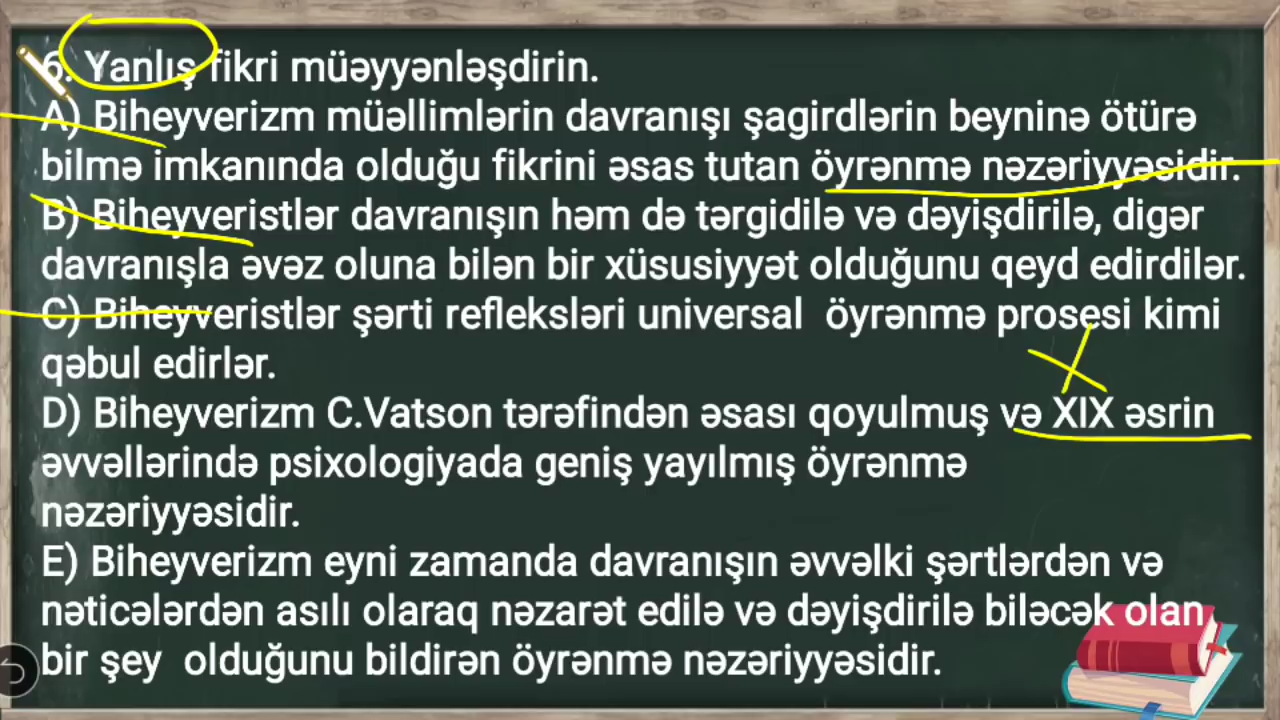 6. Yanlış fikri müəyyənləşdirin.
A) Biheyverizm müəllimlərin davranışı şagirdlərin beyninə ötürə
bilmə imkanında olduğu fikrini əsas tutan öyrənmə nəzəriyyəsidir.
B) Biheyveristlər davranışın həm də tərgidilə və dəyişdirilə, digər
davranışla əvəz oluna bilən bir xüsusiyyət olduğunu qeyd edirdilər.
C) Biheyveristlər şərti refleksləri universal öyrənmə prosesi kimi
qəbul edirlər.
D) Biheyverizm C.Vatson tərəfindən əsası qoyulmuş və XIX əsrin
əvvəllərində psixologiyada geniş yayılmış öyrənmə
nəzəriyyəsidir.
E) Biheyverizm eyni zamanda davranışın əvvəlki şərtlərdən və
nəticələrdən asılı olaraq nəzarət edilə və dəyişdirilə biləcək olan
bir şey olduğunu bildirən öyrənmə nəzəriyyəsidir.